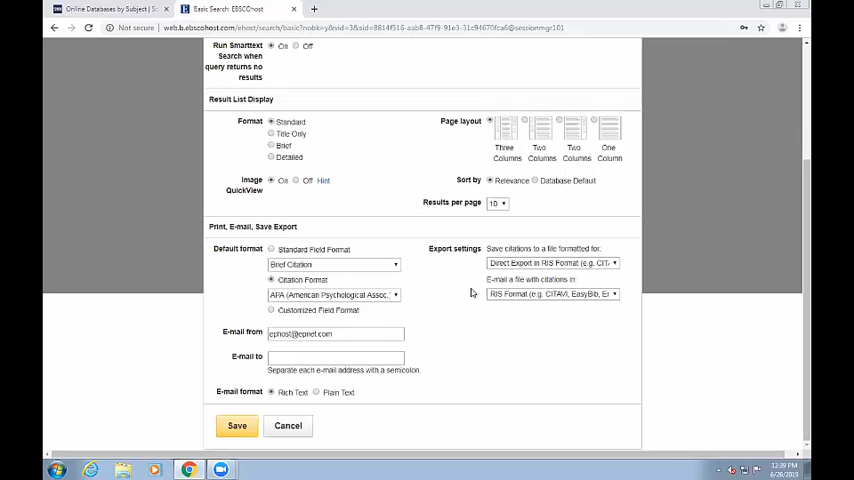 Online Databases by Subject | S
Basic Search: EBSCOhost
Not secure | web.b.ebscohost.com/ehost/search/basic?nobk=y&vid=3&sid=8814f516-aab8-47f9-91e3-31c94670fca6@sessionmgr101
Run Smarttext Search when query returns no results
On Off
Result List Display
Format
Standard
Title Only
Brief
Detailed
Page layout
Three Columns
Two Columns
Two Columns
One Column
Image QuickView
On Off Hint
Sort by
Relevance Database Default
Results per page
10
Print, E-mail, Save Export
Default format
Standard Field Format
Brief Citation
Citation Format
APA (American Psychological Assoc.)
Customized Field Format
Export settings
Save citations to a file formatted for:
Direct Export in RIS Format (e.g. CIT
E-mail a file with citations in:
RIS Format (e.g. CITAVI, EasyBib, E
E-mail from
ephost@epnet.com
E-mail to
Separate each e-mail address with a semicolon.
E-mail format
Rich Text Plain Text
Save
Cancel
12:39 PM
6/26/2019